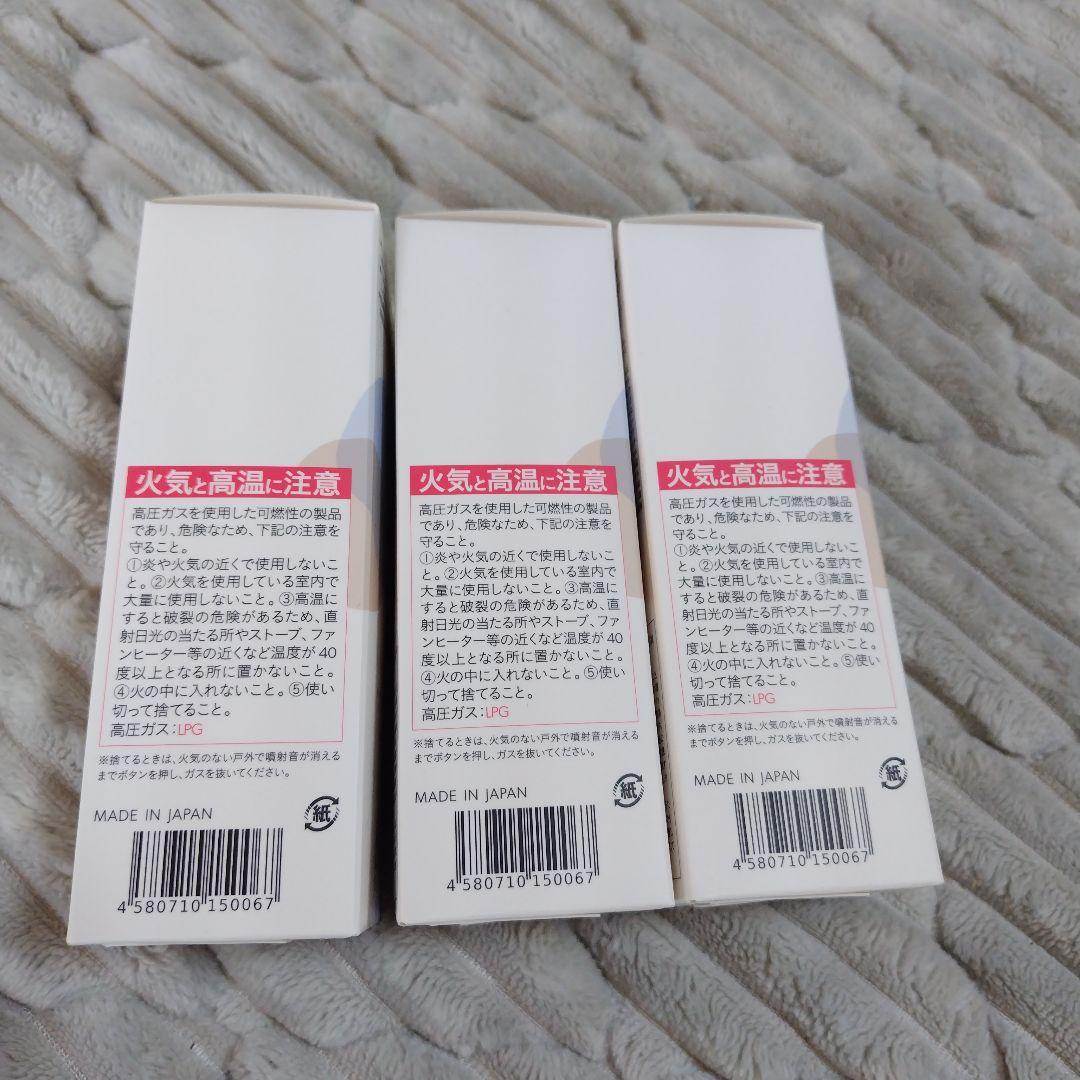 火気と高温に注意
高圧ガスを使用した可燃性の製品
であり、危険なため、下記の注意を
守ること。
①炎や火気の近くで使用しないこ
と。②火気を使用している室内で
大量に使用しないこと。③高温に
すると破裂の危険があるため、直
射日光の当たる所やストーブ、ファ
ンヒーター等の近くなど温度が40
度以上となる所に置かないこと。
④火の中に入れないこと。⑤使い
切って捨てること。
高圧ガス:LPG
※捨てるときは、火気のない戸外で噴射音が消える
までボタンを押し、ガスを抜いてください。
MADE IN JAPAN
紙
4 580710 150067
火気と高温に注意
高圧ガスを使用した可燃性の製品
であり、危険なため、下記の注意を
守ること。
①炎や火気の近くで使用しないこ
と。②火気を使用している室内で
大量に使用しないこと。③高温に
すると破裂の危険があるため、直
射日光の当たる所やストーブ、ファ
ンヒーター等の近くなど温度が40
度以上となる所に置かないこと。
④火の中に入れないこと。⑤使い
切って捨てること。
高圧ガス:LPG
※捨てるときは、火気のない戸外で噴射音が消える
までボタンを押し、ガスを抜いてください。
MADE IN JAPAN
紙
4 580710 150067
火気と高温に注意
高圧ガスを使用した可燃性の製品
であり、危険なため、下記の注意を
守ること。
①炎や火気の近くで使用しないこ
と。②火気を使用している室内で
大量に使用しないこと。③高温に
すると破裂の危険があるため、直
射日光の当たる所やストーブ、ファ
ンヒーター等の近くなど温度が40
度以上となる所に置かないこと。
④火の中に入れないこと。⑤使い
切って捨てること。
高圧ガス:LPG
※捨てるときは、火気のない戸外で噴射音が消える
までボタンを押し、ガスを抜いてください。
MADE IN JAPAN
紙
4 580710 150067